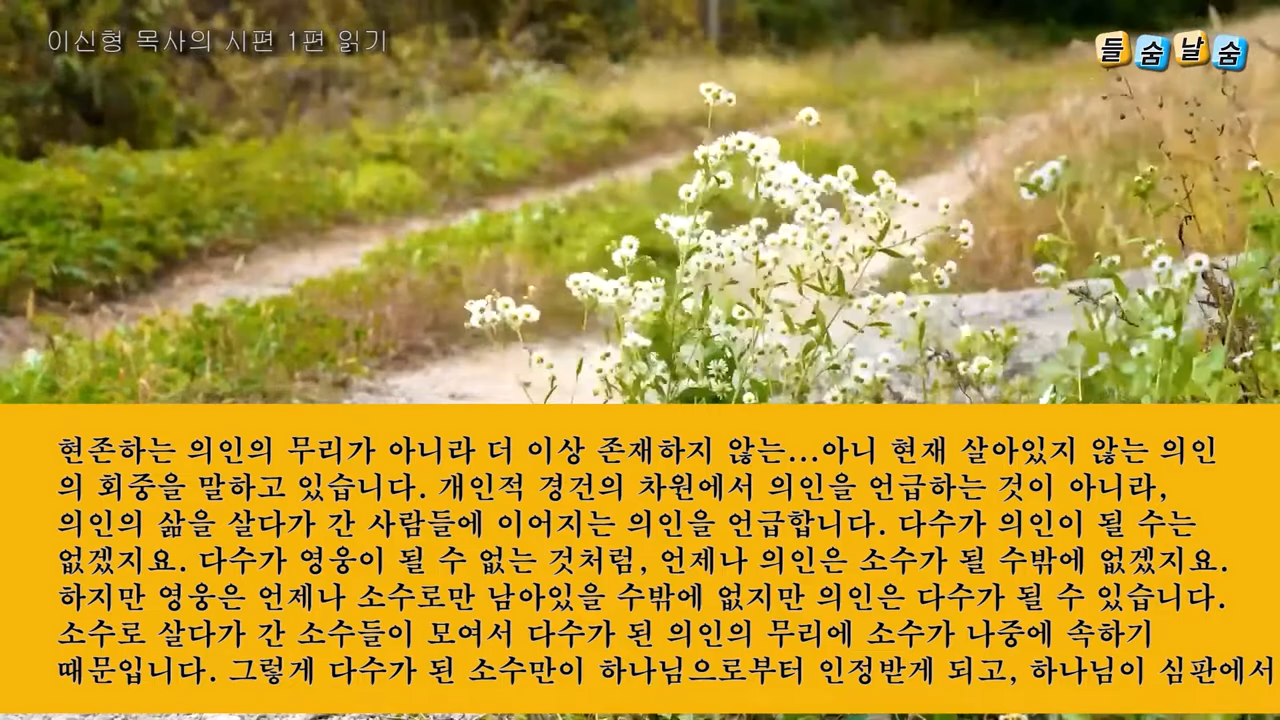 이신형 목사의 시편 1편 읽기
들숨날숨
현존하는 의인의 무리가 아니라 더 이상 존재하지 않는...아니 현재 살아있지 않는 의인
의 회중을 말하고 있습니다. 개인적 경건의 차원에서 의인을 언급하는 것이 아니라,
의인의 삶을 살다가 간 사람들에 이어지는 의인을 언급합니다. 다수가 의인이 될 수는
없겠지요. 다수가 영웅이 될 수 없는 것처럼, 언제나 의인은 소수가 될 수밖에 없겠지요.
하지만 영웅은 언제나 소수로만 남아있을 수밖에 없지만 의인은 다수가 될 수 있습니다.
소수로 살다가 간 소수들이 모여서 다수가 된 의인의 무리에 소수가 나중에 속하기
때문입니다. 그렇게 다수가 된 소수만이 하나님으로부터 인정받게 되고, 하나님이 심판에서